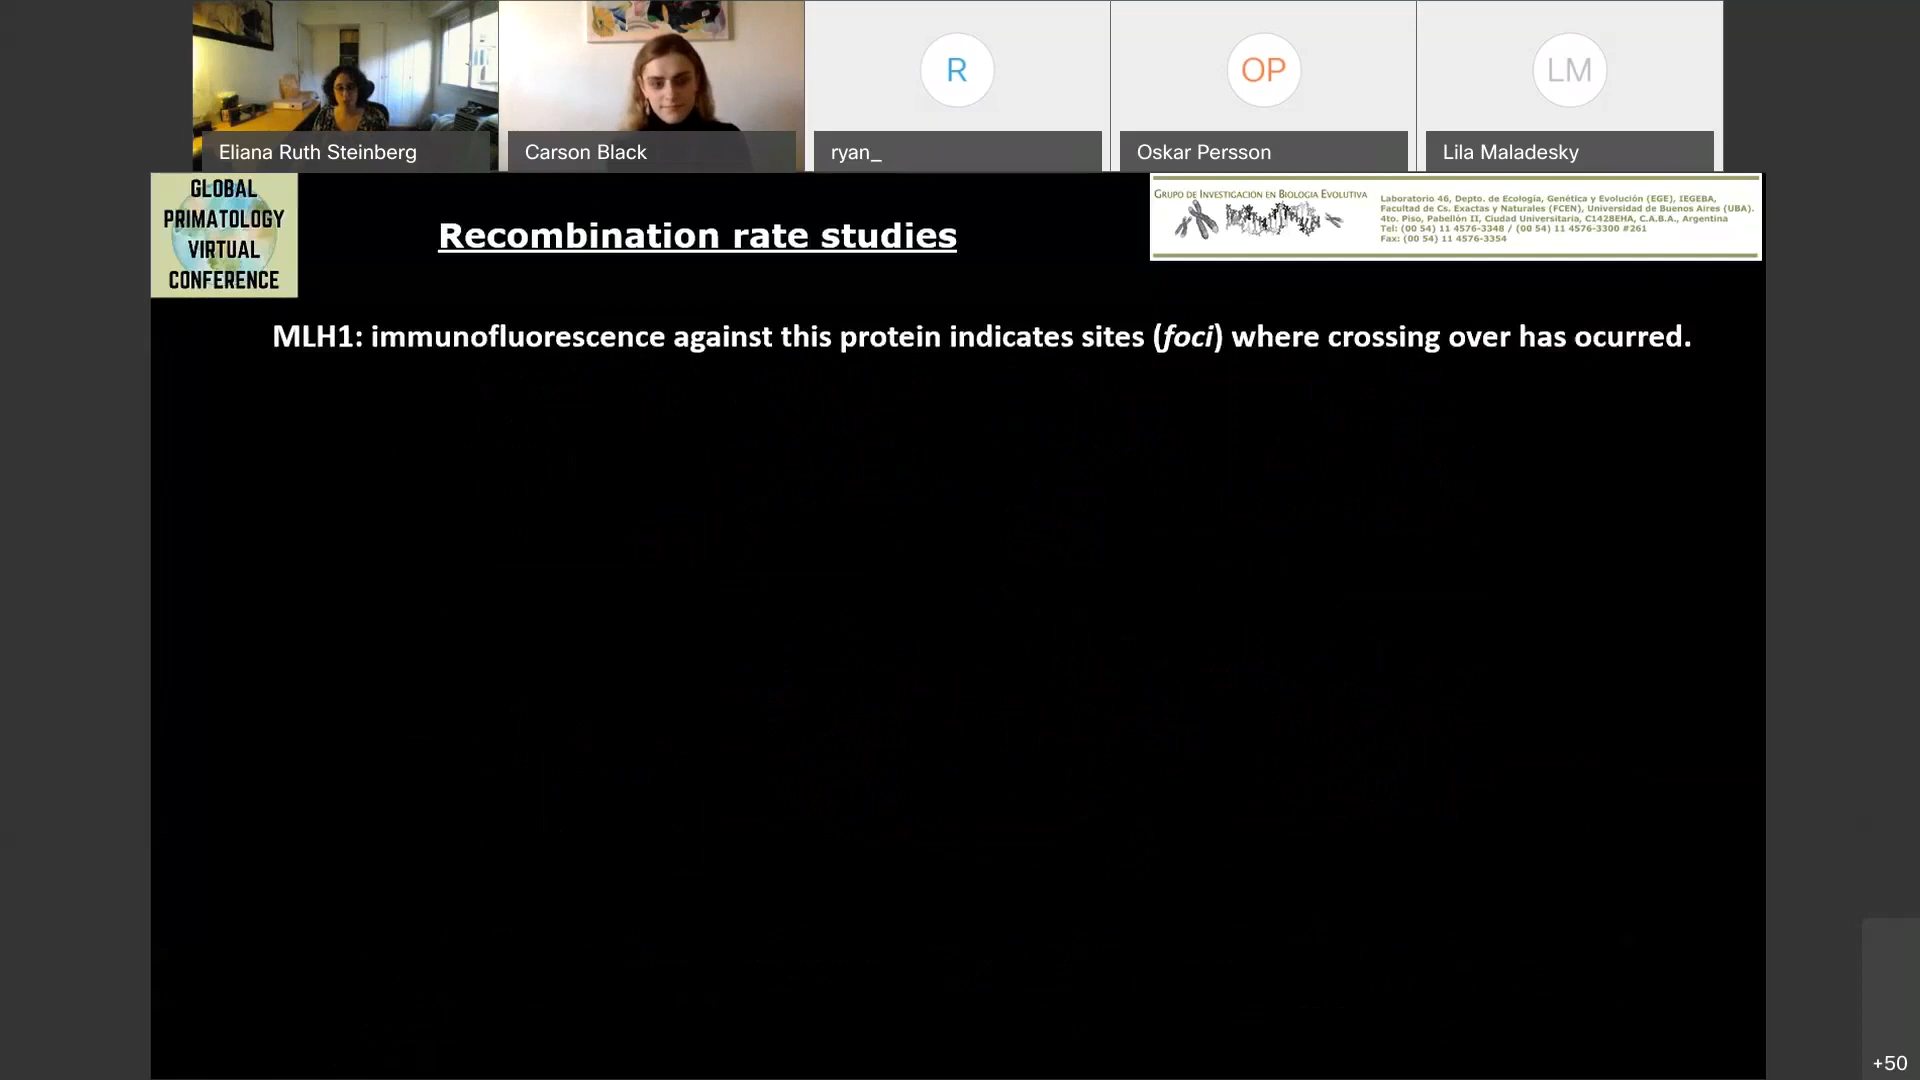 Eliana Ruth Steinberg
Carson Black
R
ryan_
OP
Oskar Persson
LM
Lila Maladesky
GLOBAL
PRIMATOLOGY
VIRTUAL
CONFERENCE
Recombination rate studies
GRUPO DE INVESTIGACIÓN EN BIOLOGÍA EVOLUTIVA
Laboratorio 46, Depto. de Ecología, Genética y Evolución (EGE), IEGEBA,
Facultad de Cs. Exactas y Naturales (FCEN), Universidad de Buenos Aires (UBA).
4to. Piso, Pabellón II, Ciudad Universitaria, C1428EHA, C.A.B.A., Argentina
Tel: (00 54) 11 4576-3348 / (00 54) 11 4576-3300 #261
Fax: (00 54) 11 4576-3354
MLH1: immunofluorescence against this protein indicates sites (foci) where crossing over has ocurred.
+50